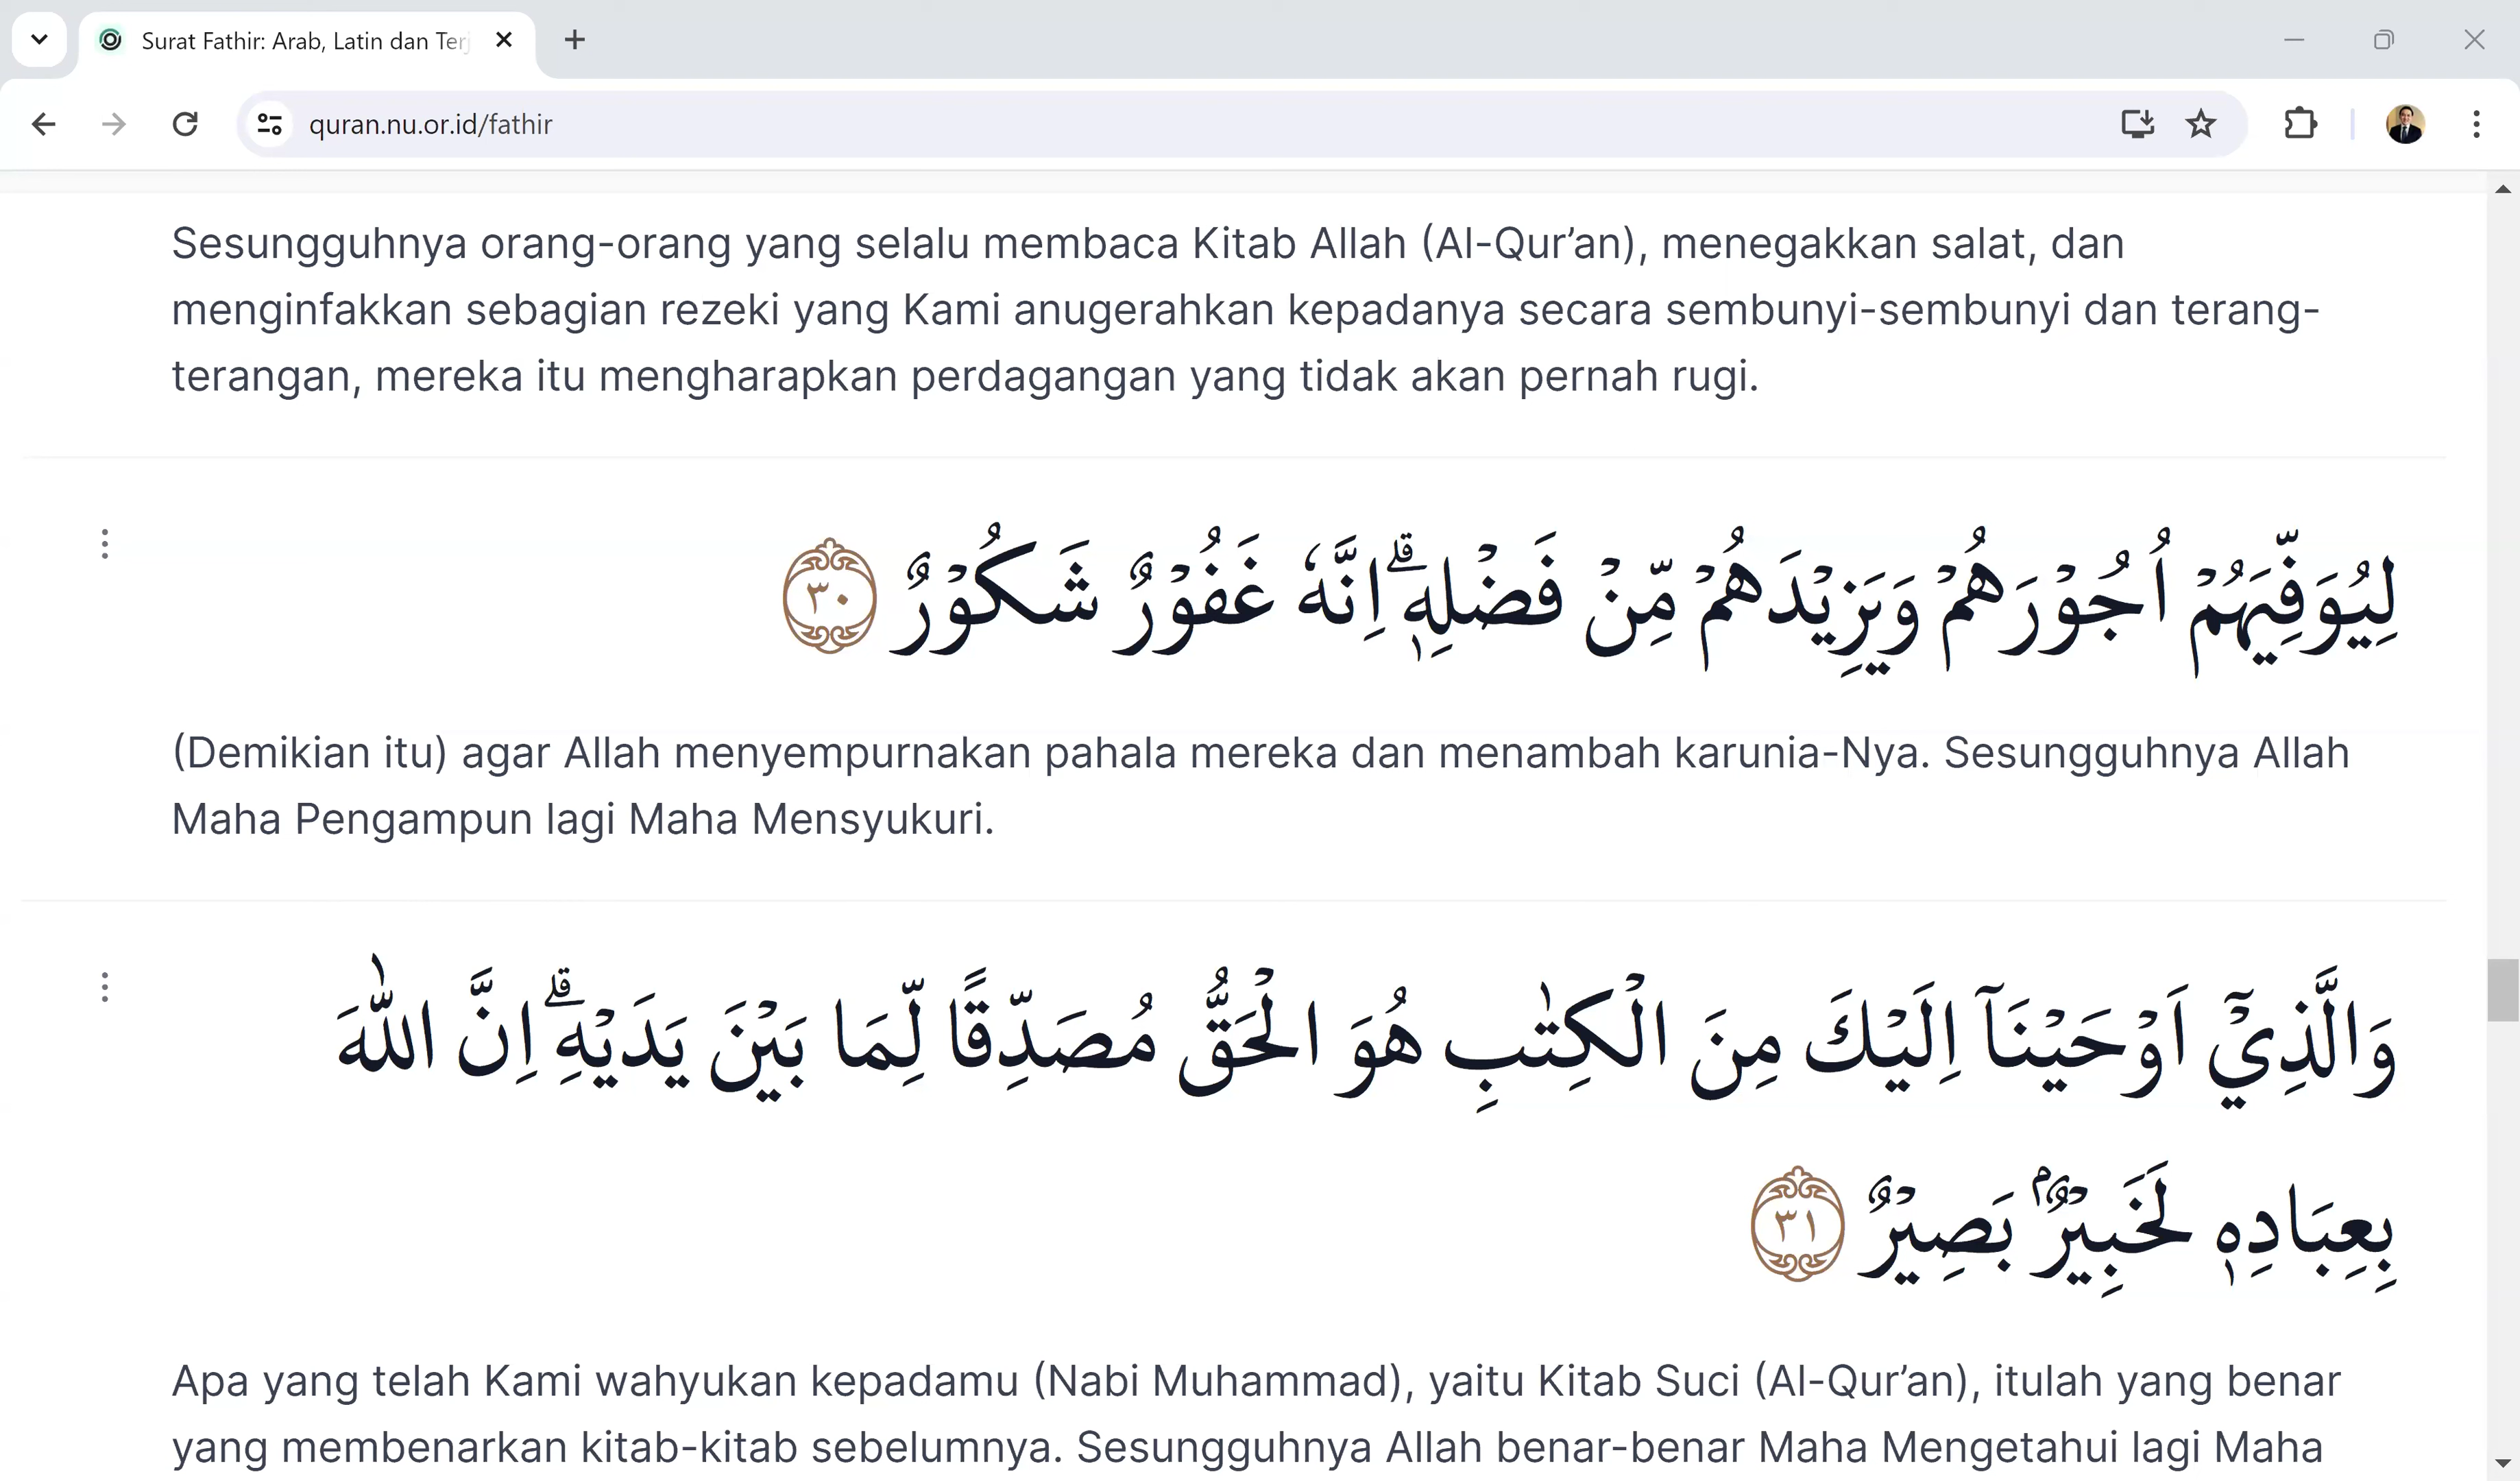 Surat Fathir: Arab, Latin dan Ter
quran.nu.or.id/fathir
Sesungguhnya orang-orang yang selalu membaca Kitab Allah (Al-Qur’an), menegakkan salat, dan
menginfakkan sebagian rezeki yang Kami anugerahkan kepadanya secara sembunyi-sembunyi dan terang-
terangan, mereka itu mengharapkan perdagangan yang tidak akan pernah rugi.
لِيُوَفِّيَهُمْ اُجُوْرَهُمْ وَيَزِيْدَهُمْ مِّنْ فَضْلِهٖۗ اِنَّهٗ غَفُوْرٌ شَكُوْرٌ ٣٠
(Demikian itu) agar Allah menyempurnakan pahala mereka dan menambah karunia-Nya. Sesungguhnya Allah
Maha Pengampun lagi Maha Mensyukuri.
وَالَّذِيْٓ اَوْحَيْنَآ اِلَيْكَ مِنَ الْكِتٰبِ هُوَ الْحَقُّ مُصَدِّقًا لِّمَا بَيْنَ يَدَيْهِۗ اِنَّ اللّٰهَ
بِعِبَادِهٖ لَخَبِيْرٌۢ بَصِيْرٌ ٣١
Apa yang telah Kami wahyukan kepadamu (Nabi Muhammad), yaitu Kitab Suci (Al-Qur’an), itulah yang benar
yang membenarkan kitab-kitab sebelumnya. Sesungguhnya Allah benar-benar Maha Mengetahui lagi Maha